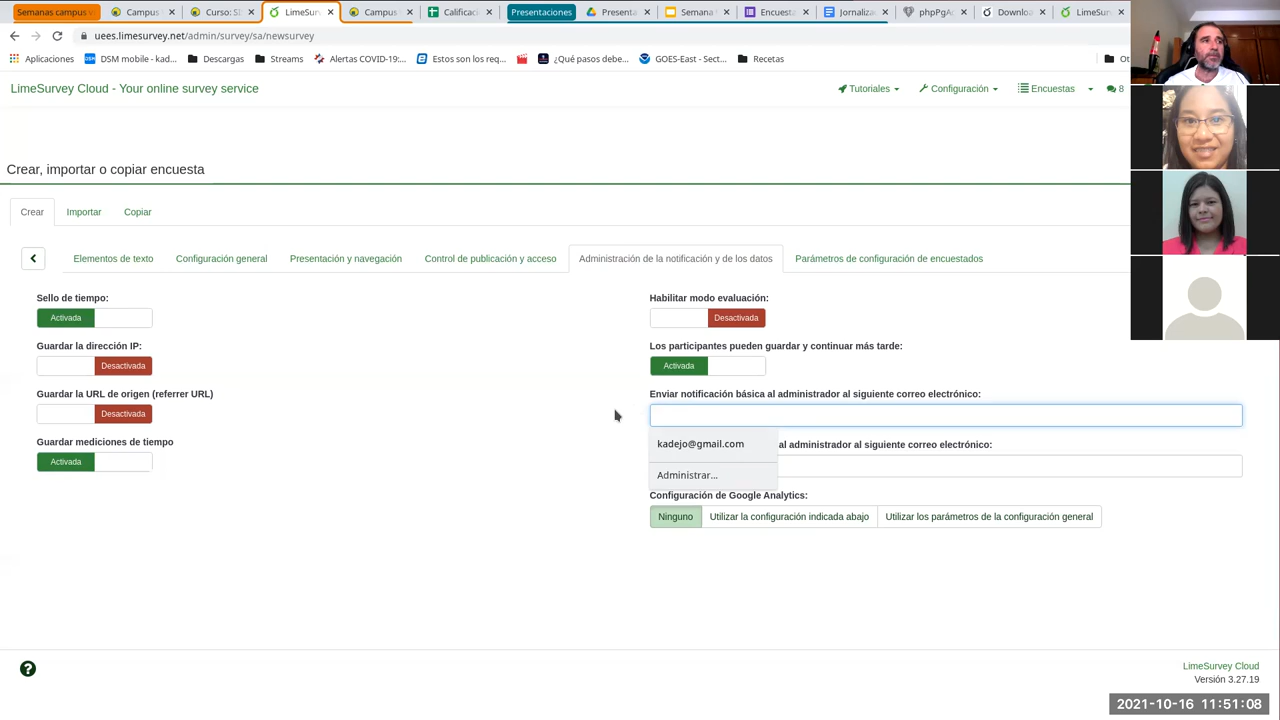 Semanas campus v
Campus
Curso: SI
LimeSurv
Campus
Calificaci
Presentaciones
Presenta
Semana
Encuesta
Jornaliza
phpPgA
Downloa
LimeSurv
uees.limesurvey.net/admin/survey/sa/newsurvey
Aplicaciones
DSM mobile - kad...
Descargas
Streams
Alertas COVID-19:...
Estos son los req...
¿Qué pasos debe...
GOES-East - Sect...
Recetas
Ot
LimeSurvey Cloud - Your online survey service
Tutoriales
Configuración
Encuestas
8
Crear, importar o copiar encuesta
Crear
Importar
Copiar
Elementos de texto
Configuración general
Presentación y navegación
Control de publicación y acceso
Administración de la notificación y de los datos
Parámetros de configuración de encuestados
Sello de tiempo:
Activada
Guardar la dirección IP:
Desactivada
Guardar la URL de origen (referrer URL)
Desactivada
Guardar mediciones de tiempo
Activada
Habilitar modo evaluación:
Desactivada
Los participantes pueden guardar y continuar más tarde:
Activada
Enviar notificación básica al administrador al siguiente correo electrónico:
kadejo@gmail.com
al administrador al siguiente correo electrónico:
Administrar...
Configuración de Google Analytics:
Ninguno
Utilizar la configuración indicada abajo
Utilizar los parámetros de la configuración general
?
LimeSurvey Cloud
Versión 3.27.19
2021-10-16 11:51:08